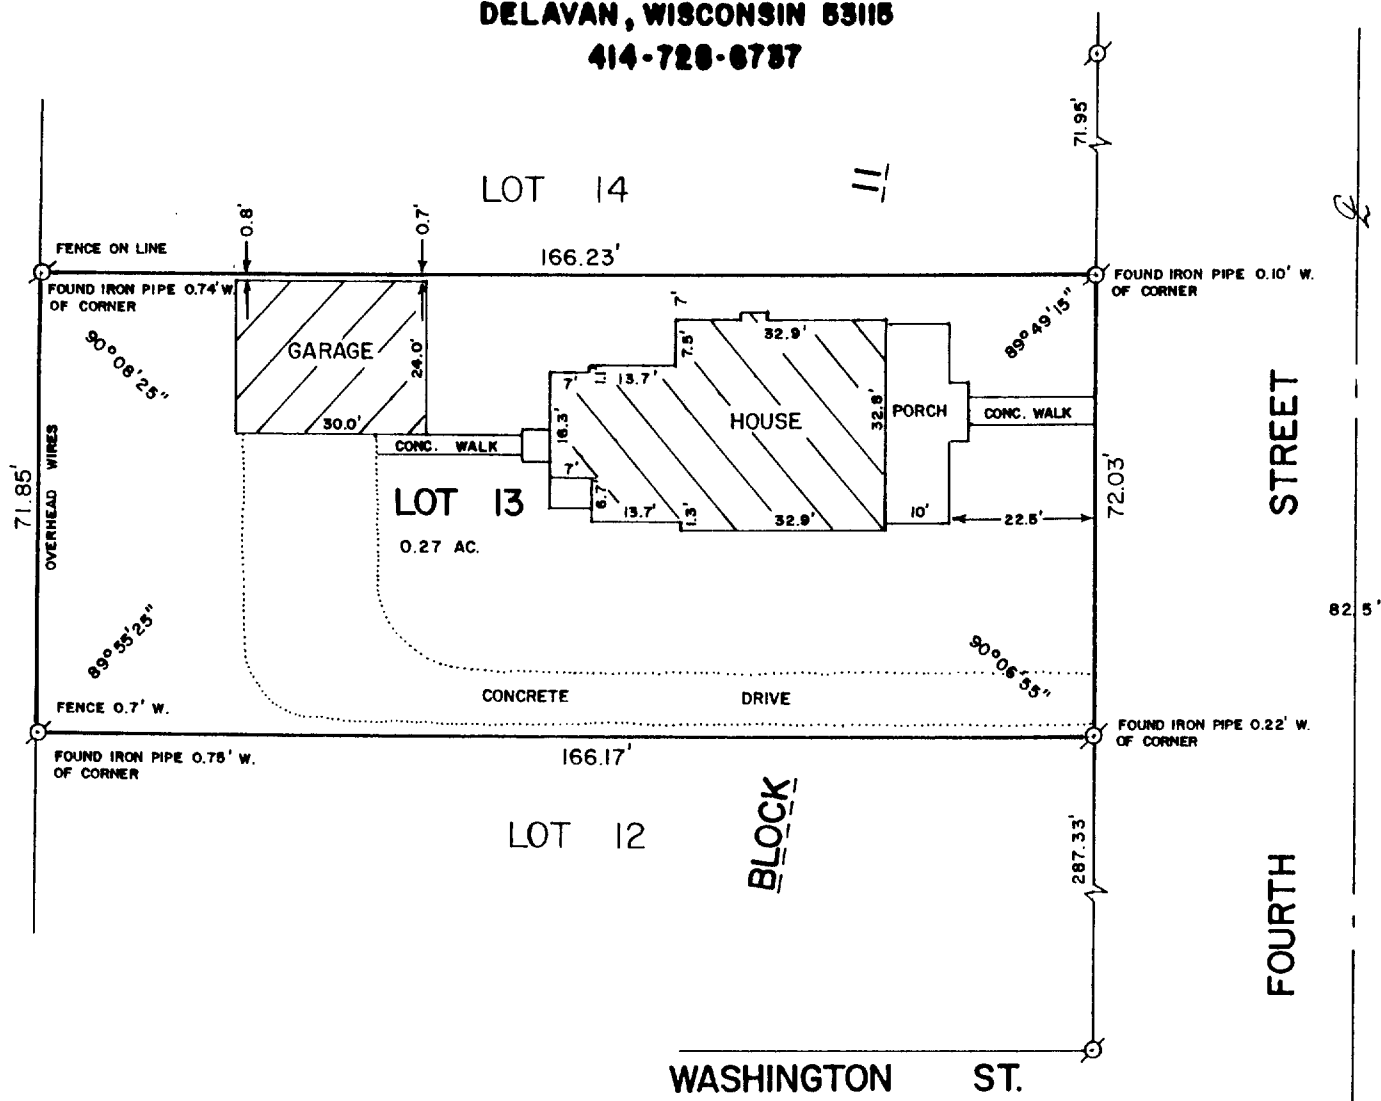 DELAVAN, WISCONSIN 53115
414-728-6737
71.95'
LOT 14
11
0.8'
0.7'
FENCE ON LINE
166.23'
FOUND IRON PIPE 0.74' W.
OF CORNER
FOUND IRON PIPE 0.10' W.
OF CORNER
90°08'25"
89°49'15"
GARAGE
24.0'
30.0'
7'
32.9'
7.5'
13.7'
1.1
7'
16.3'
HOUSE
32.8'
PORCH
CONC. WALK
CONC. WALK
7'
6.7
13.7'
1.3'
32.9'
10'
22.5'
LOT 13
0.27 AC.
71.85'
OVERHEAD WIRES
72.03'
STREET
82.5'
89°55'25"
90°06'55"
CONCRETE DRIVE
FENCE 0.7' W.
FOUND IRON PIPE 0.75' W.
OF CORNER
166.17'
FOUND IRON PIPE 0.22' W.
OF CORNER
LOT 12
BLOCK
287.33'
FOURTH
WASHINGTON ST.